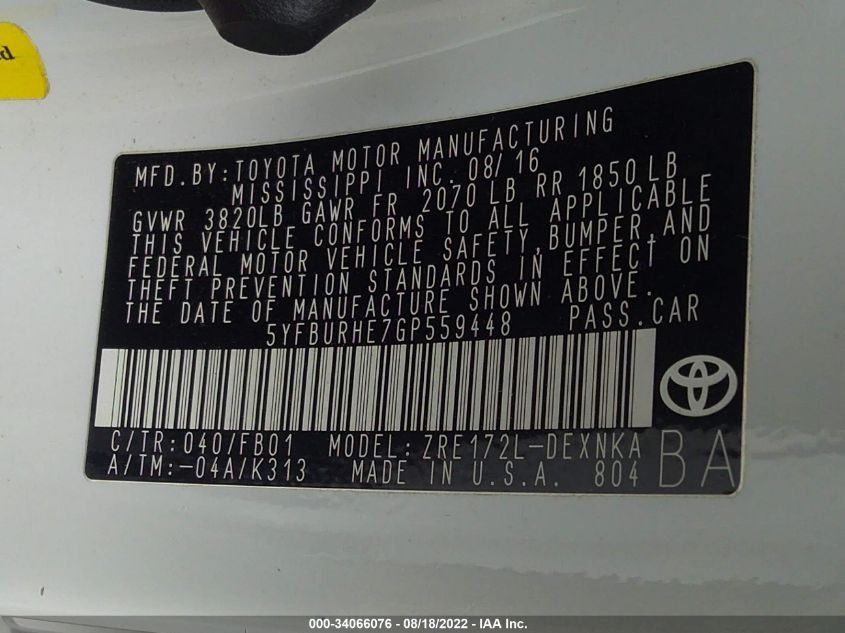 ed
MFD.BY:TOYOTA MOTOR MANUFACTURING
MISSISSIPPI INC. 08/16
GVWR 3820LB GAWR FR 2070 LB RR 1850 LB
THIS VEHICLE CONFORMS TO ALL APPLICABLE
FEDERAL MOTOR VEHICLE SAFETY, BUMPER, AND
THEFT PREVENTION STANDARDS IN EFFECT ON
THE DATE OF MANUFACTURE SHOWN ABOVE.
5YFBURHE7GP559448 PASS.CAR
C/TR:040/FB01 MODEL:ZRE172L-DEXNKA
A/TM:-04A/K313 MADE IN U.S.A. 804
BA
000-34066076 - 08/18/2022 - IAA Inc.